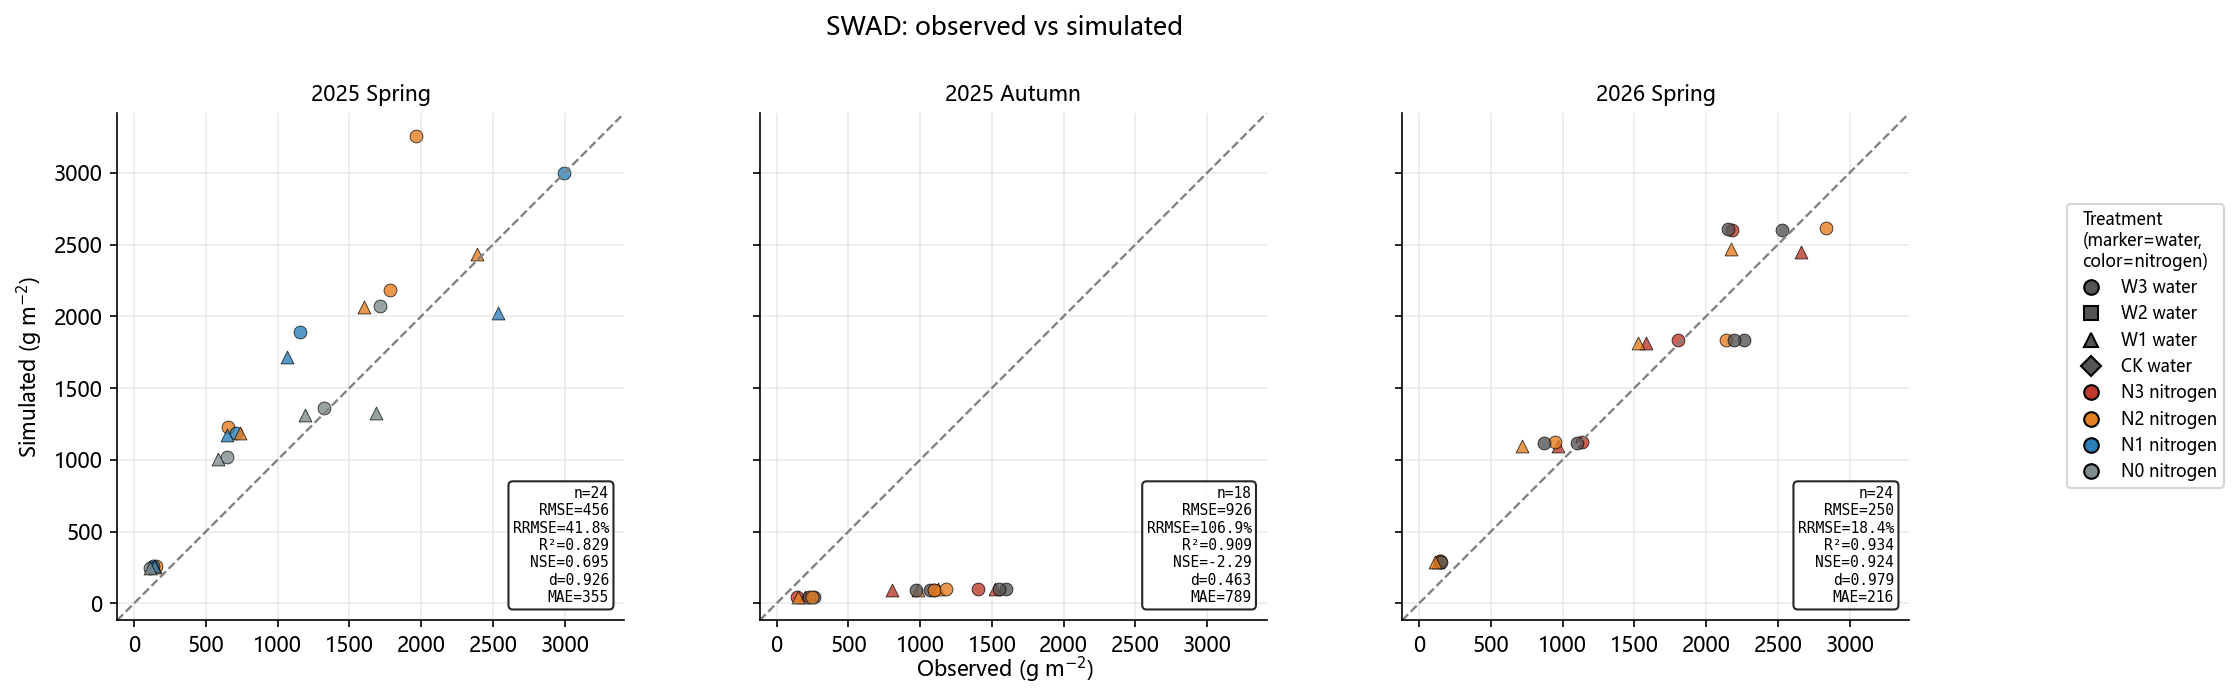 SWAD: observed vs simulated
2025 Spring
2025 Autumn
2026 Spring
Simulated (g m⁻²)
3000
2500
2000
1500
1000
500
0
n=24
RMSE=456
RRMSE=41.8%
R²=0.829
NSE=0.695
d=0.926
MAE=355
n=18
RMSE=926
RRMSE=106.9%
R²=0.909
NSE=-2.29
d=0.463
MAE=789
n=24
RMSE=250
RRMSE=18.4%
R²=0.934
NSE=0.924
d=0.979
MAE=216
0 500 1000 1500 2000 2500 3000
0 500 1000 1500 2000 2500 3000
0 500 1000 1500 2000 2500 3000
Observed (g m⁻²)
Treatment
(marker=water,
color=nitrogen)
W3 water
W2 water
W1 water
CK water
N3 nitrogen
N2 nitrogen
N1 nitrogen
N0 nitrogen